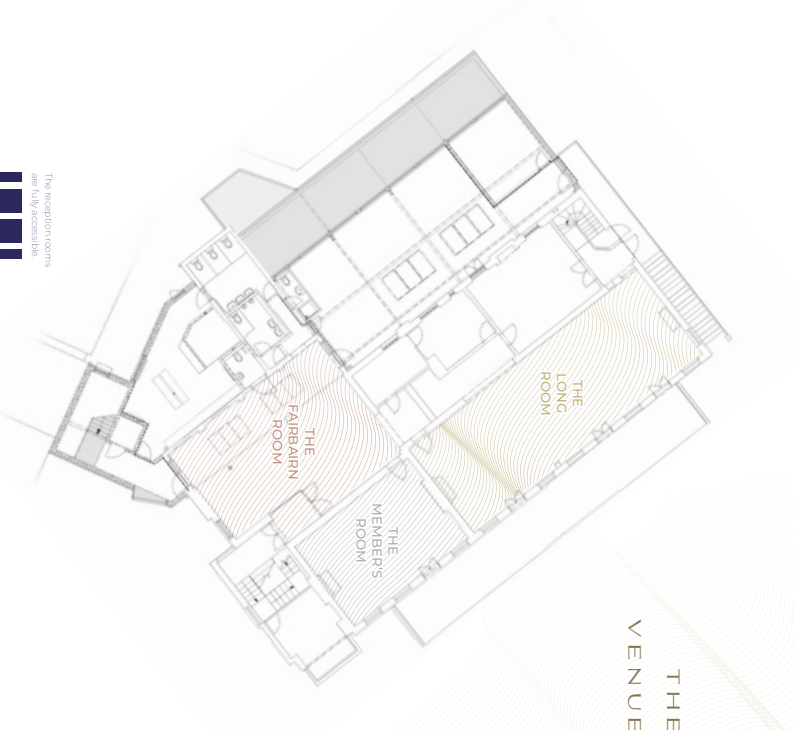 THE
VENUE
THE
LONG
ROOM
THE
FAIRBAIRN
ROOM
THE
MEMBER'S
ROOM
The reception rooms
are fully accessible.